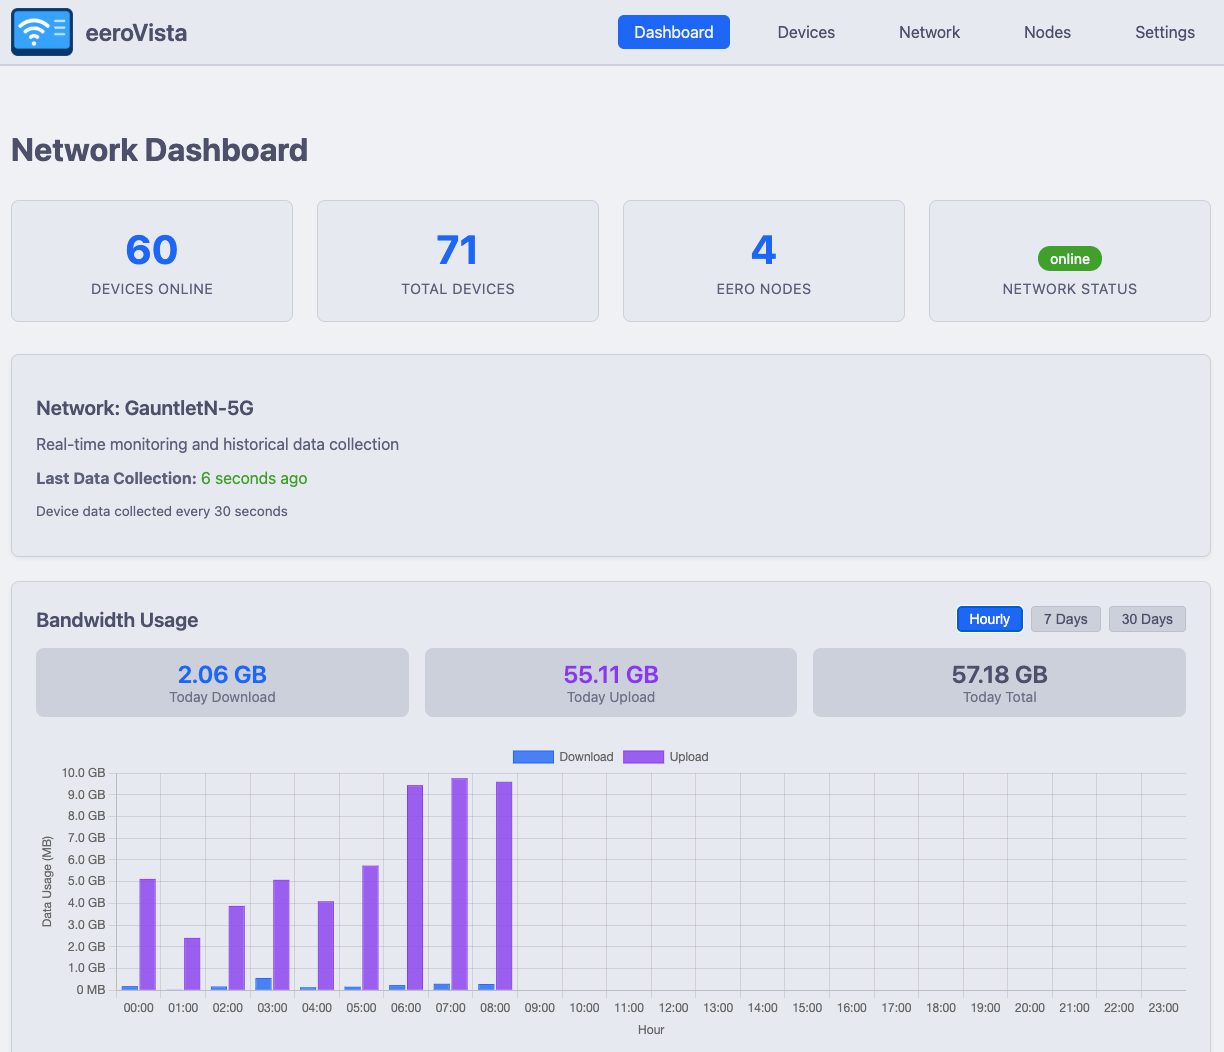 eeroVista
Dashboard
Devices
Network
Nodes
Settings
Network Dashboard
60
DEVICES ONLINE
71
TOTAL DEVICES
4
EERO NODES
online
NETWORK STATUS
Network: GauntletN-5G
Real-time monitoring and historical data collection
Last Data Collection: 6 seconds ago
Device data collected every 30 seconds
Bandwidth Usage
Hourly
7 Days
30 Days
2.06 GB
Today Download
55.11 GB
Today Upload
57.18 GB
Today Total
Download
Upload
Data Usage (MB)
10.0 GB
9.0 GB
8.0 GB
7.0 GB
6.0 GB
5.0 GB
4.0 GB
3.0 GB
2.0 GB
1.0 GB
0 MB
00:00 01:00 02:00 03:00 04:00 05:00 06:00 07:00 08:00 09:00 10:00 11:00 12:00 13:00 14:00 15:00 16:00 17:00 18:00 19:00 20:00 21:00 22:00 23:00
Hour